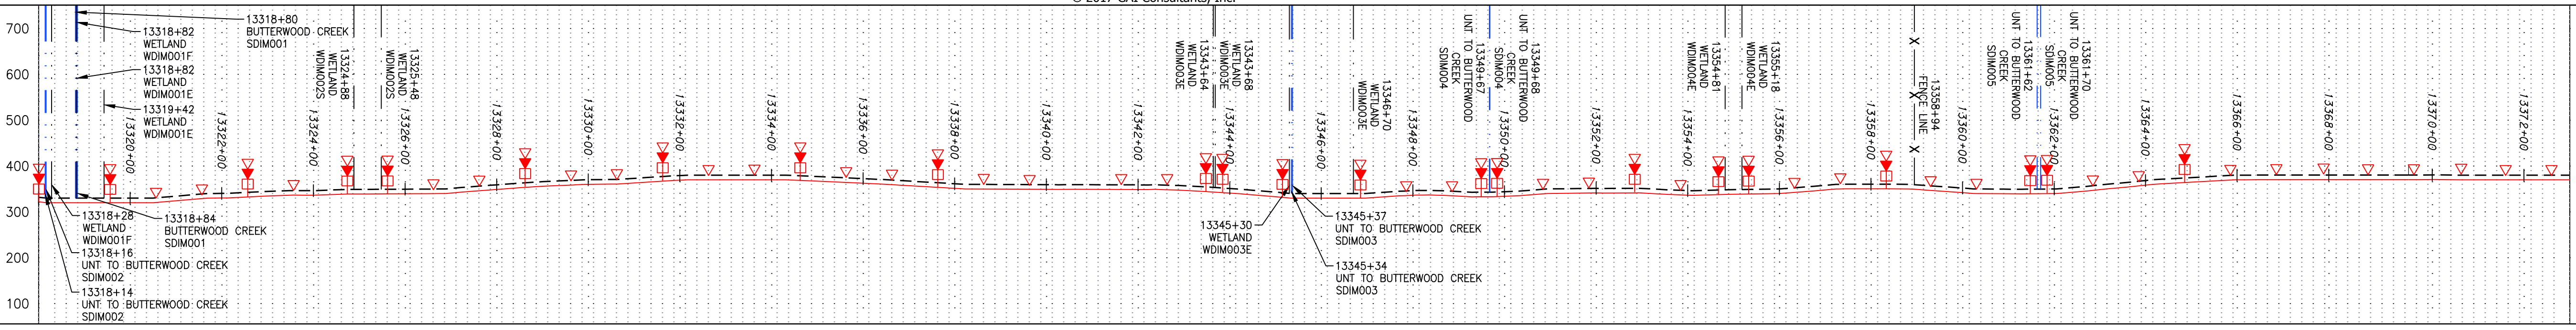 © 2017 GAI Consultants, Inc.
700
600
500
400
300
200
100
13318+80
BUTTERWOOD CREEK
SDIM001
13318+82
WETLAND
WDIM001F
13318+82
WETLAND
WDIM001E
13319+42
WETLAND
WDIM001E
13318+28
WETLAND
WDIM001F
13318+16
UNT TO BUTTERWOOD CREEK
SDIM002
13318+14
UNT TO BUTTERWOOD CREEK
SDIM002
13318+84
BUTTERWOOD CREEK
SDIM001
13320+00
13322+00
13324+00
13324+88
WETLAND
WDIM002S
13325+48
WETLAND
WDIM002S
13326+00
13328+00
13330+00
13332+00
13334+00
13336+00
13338+00
13340+00
13342+00
13343+64
WETLAND
WDIM003E
13343+68
WETLAND
WDIM003E
13344+00
13345+30
WETLAND
WDIM003E
13345+37
UNT TO BUTTERWOOD CREEK
SDIM003
13345+34
UNT TO BUTTERWOOD CREEK
SDIM003
13346+00
13346+70
WETLAND
WDIM003E
13348+00
13349+67
UNT TO BUTTERWOOD
CREEK
SDIM004
13349+68
UNT TO BUTTERWOOD
CREEK
SDIM004
13350+00
13352+00
13354+00
13354+81
WETLAND
WDIM004E
13355+18
WETLAND
WDIM004E
13356+00
13358+00
X
X
X
13358+94
FENCE LINE
13360+00
13361+62
UNT TO BUTTERWOOD
CREEK
SDIM005
13361+70
UNT TO BUTTERWOOD
CREEK
SDIM005
13362+00
13364+00
13366+00
13368+00
13370+00
13372+00